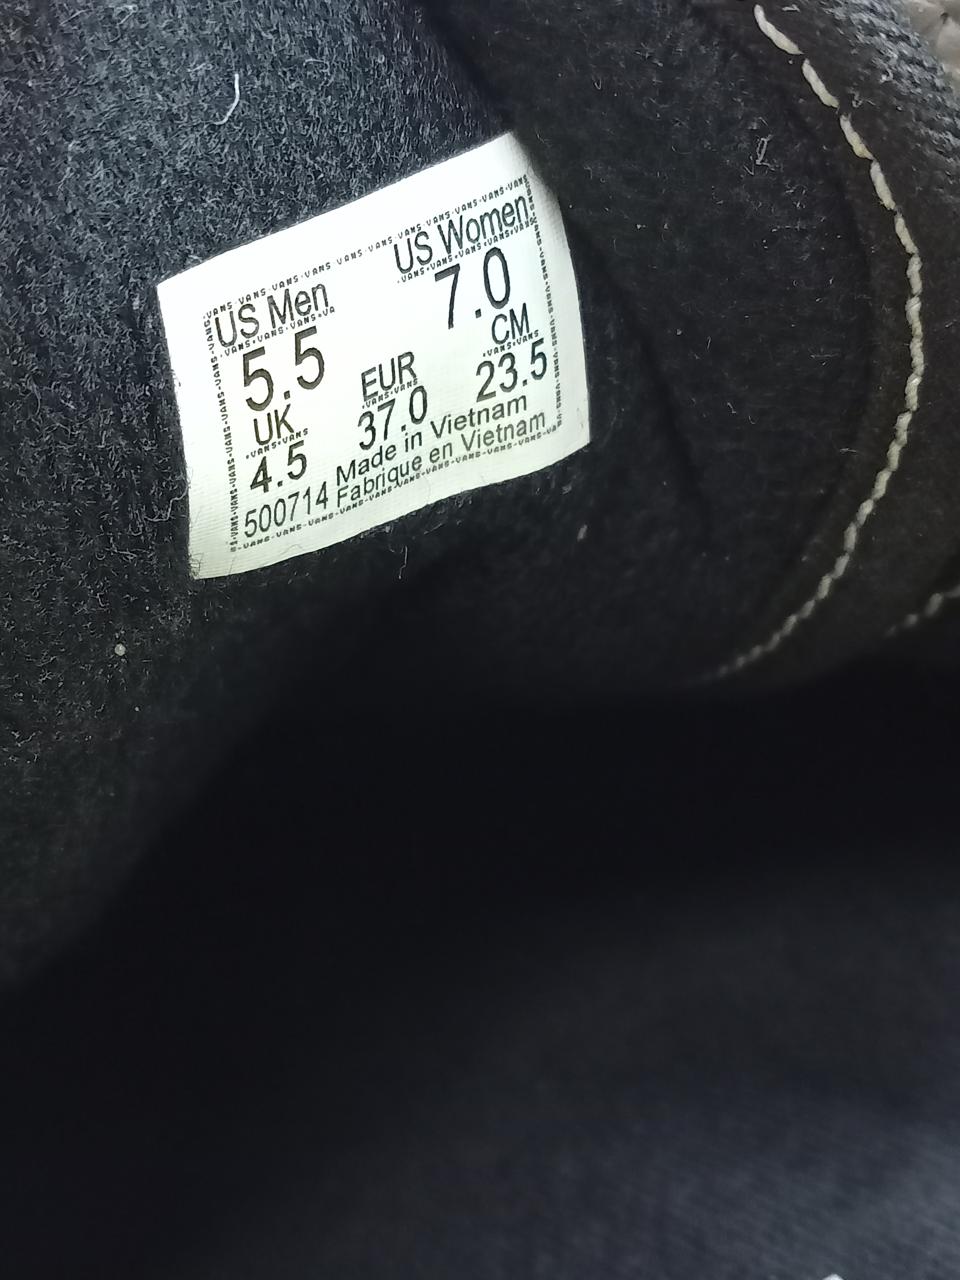 US Men
US Women
5.5
7.0
UK
EUR
CM
4.5
37.0
23.5
Made in Vietnam
500714 Fabrique en Vietnam
VANS